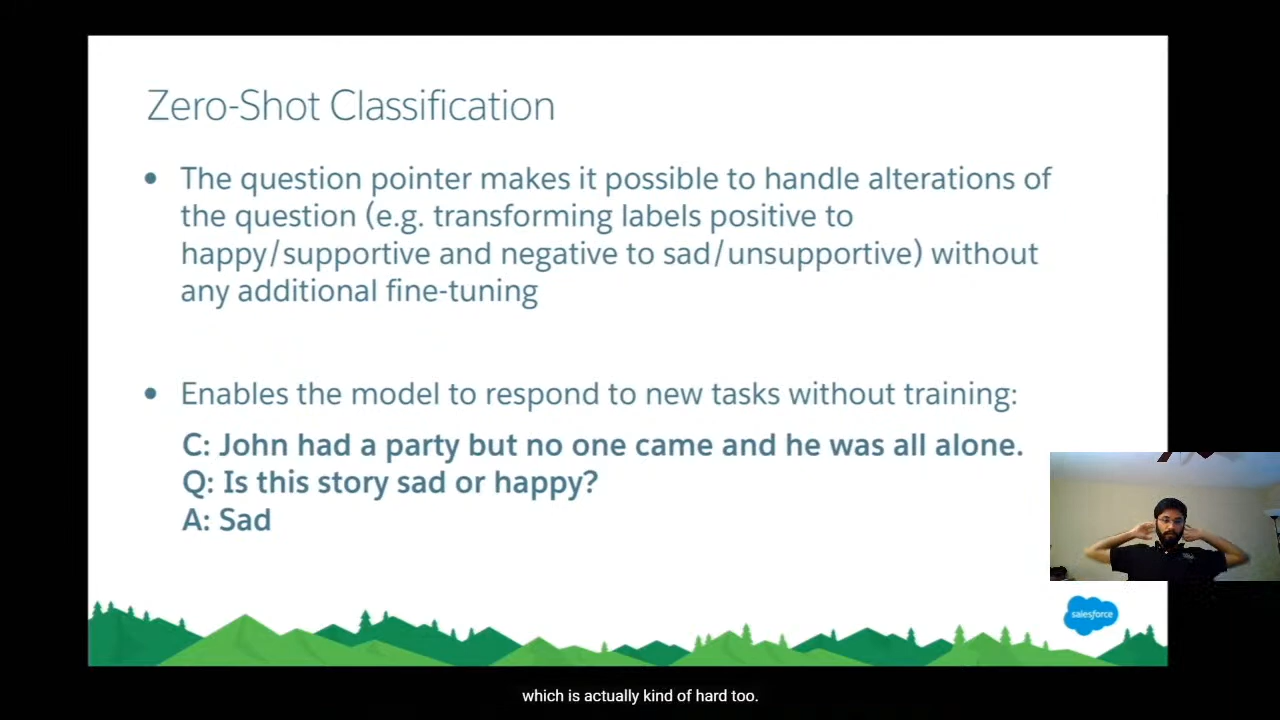 Zero-Shot Classification
• The question pointer makes it possible to handle alterations of
the question (e.g. transforming labels positive to
happy/supportive and negative to sad/unsupportive) without
any additional fine-tuning
• Enables the model to respond to new tasks without training:
C: John had a party but no one came and he was all alone.
Q: Is this story sad or happy?
A: Sad
salesforce
which is actually kind of hard too.